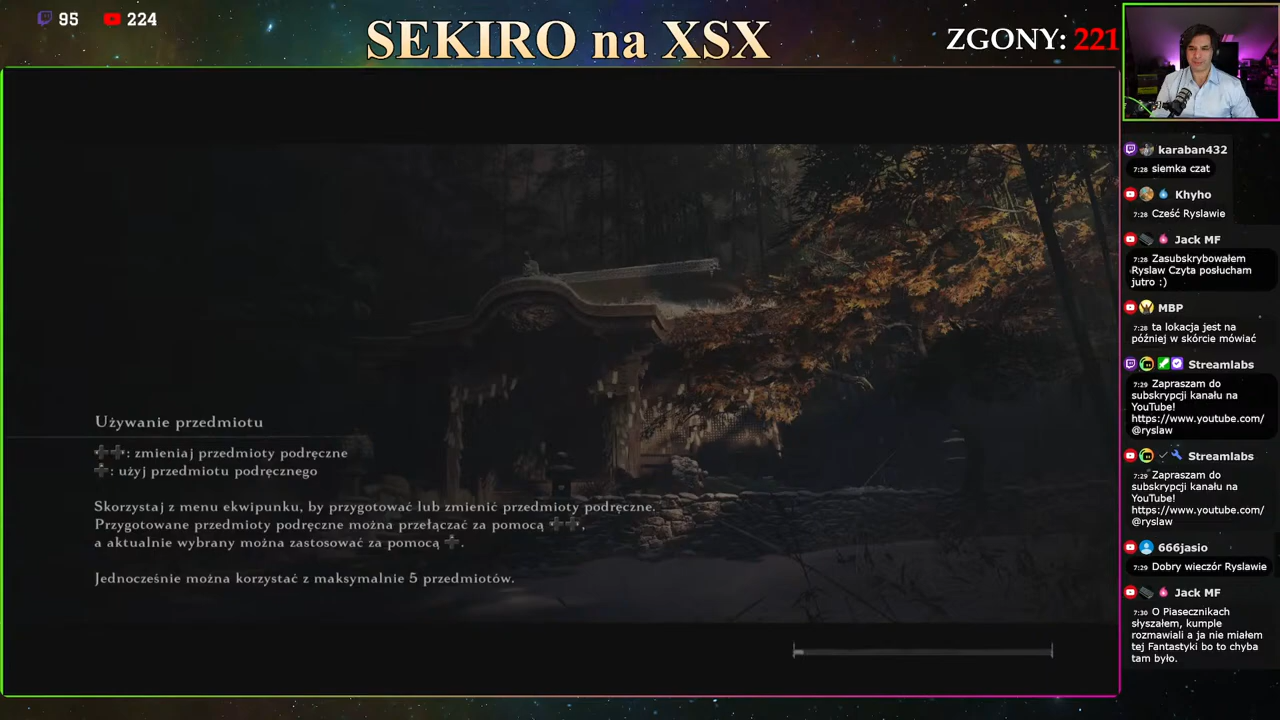 95
224
SEKIRO na XSX
ZGONY: 221
Używanie przedmiotu
: zmieniaj przedmioty podręczne
: użyj przedmiotu podręcznego
Skorzystaj z menu ekwipunku, by przygotować lub zmienić przedmioty podręczne.
Przygotowane przedmioty podręczne można przełączać za pomocą ,
a aktualnie wybrany można zastosować za pomocą .
Jednocześnie można korzystać z maksymalnie 5 przedmiotów.
karaban432
7:28 siemka czat
Khyho
7:28 Cześć Ryslawie
Jack MF
7:28 Zasubskrybowałem
Ryslaw Czyta posłucham
jutro :)
MBP
7:28 ta lokacja jest na
później w skórcie mówiać
Streamlabs
7:29 Zapraszam do
subskrypcji kanału na
YouTube!
https://www.youtube.com/
@ryslaw
Streamlabs
7:29 Zapraszam do
subskrypcji kanału na
YouTube!
https://www.youtube.com/
@ryslaw
666jasio
7:29 Dobry wieczór Ryslawie
Jack MF
7:30 O Piasecznikach
słyszałem, kumple
rozmawiali a ja nie miałem
tej Fantastyki bo to chyba
tam było.